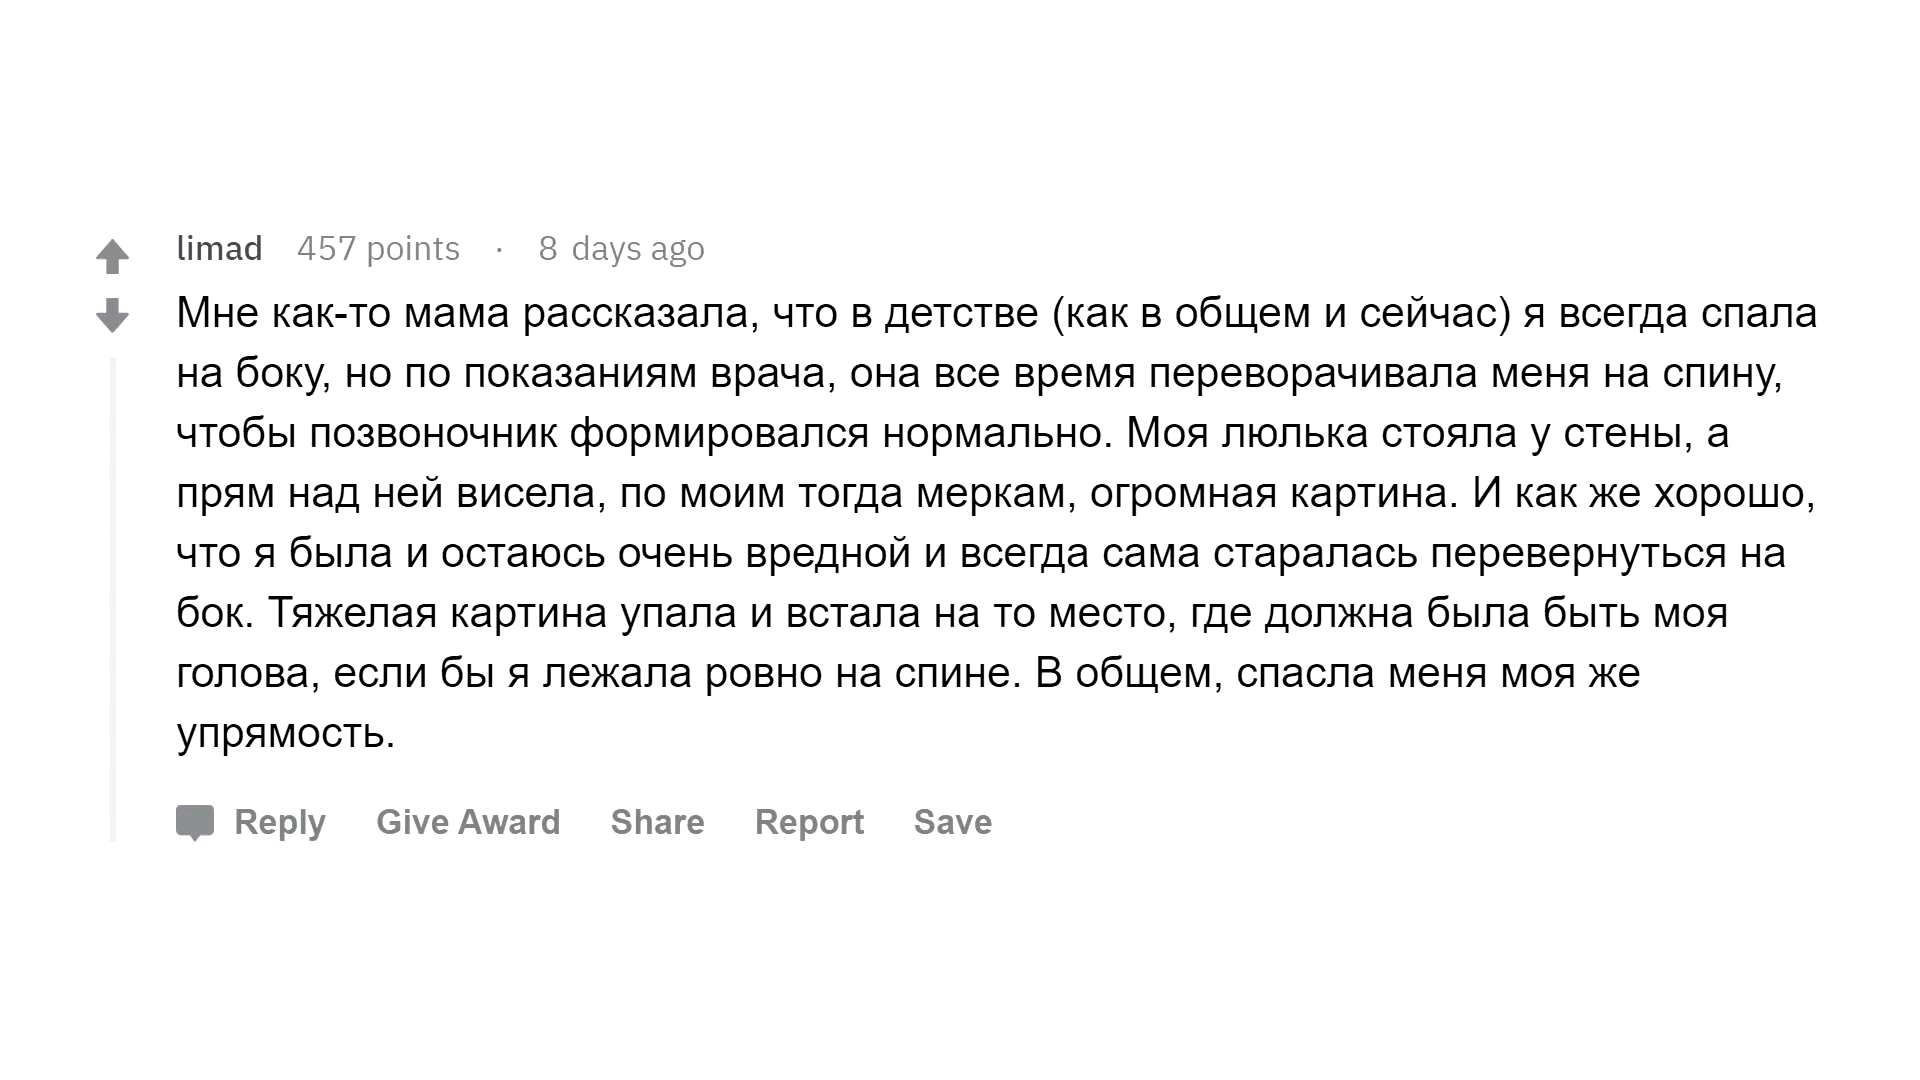 limad 457 points · 8 days ago
Мне как-то мама рассказала, что в детстве (как в общем и сейчас) я всегда спала
на боку, но по показаниям врача, она все время переворачивала меня на спину,
чтобы позвоночник формировался нормально. Моя люлька стояла у стены, а
прям над ней висела, по моим тогда меркам, огромная картина. И как же хорошо,
что я была и остаюсь очень вредной и всегда сама старалась перевернуться на
бок. Тяжелая картина упала и встала на то место, где должна была быть моя
голова, если бы я лежала ровно на спине. В общем, спасла меня моя же
упрямость.
Reply Give Award Share Report Save